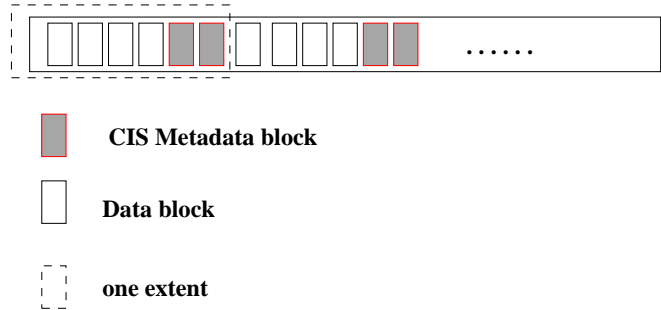 ......
CIS Metadata block
Data block
one extent